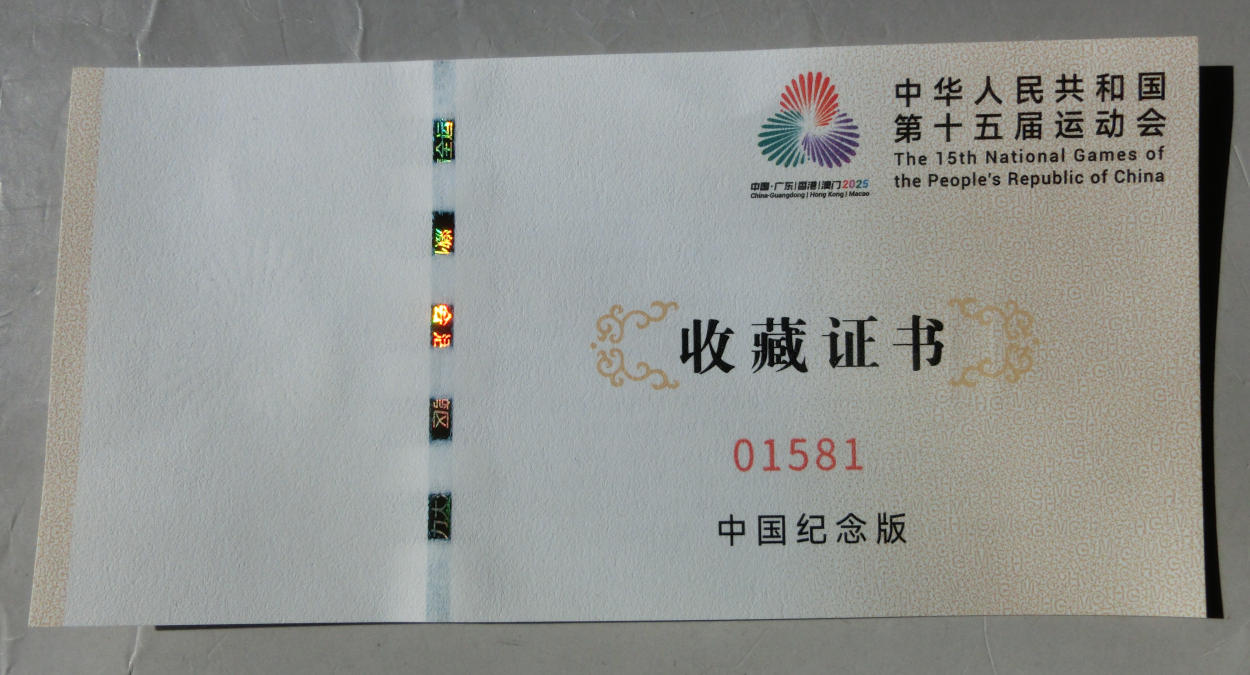 中华人民共和国
第十五届运动会
The 15th National Games of
the People's Republic of China
中国·广东|香港|澳门2025
China·Guangdong | Hong Kong | Macao
收藏证书
01581
中国纪念版